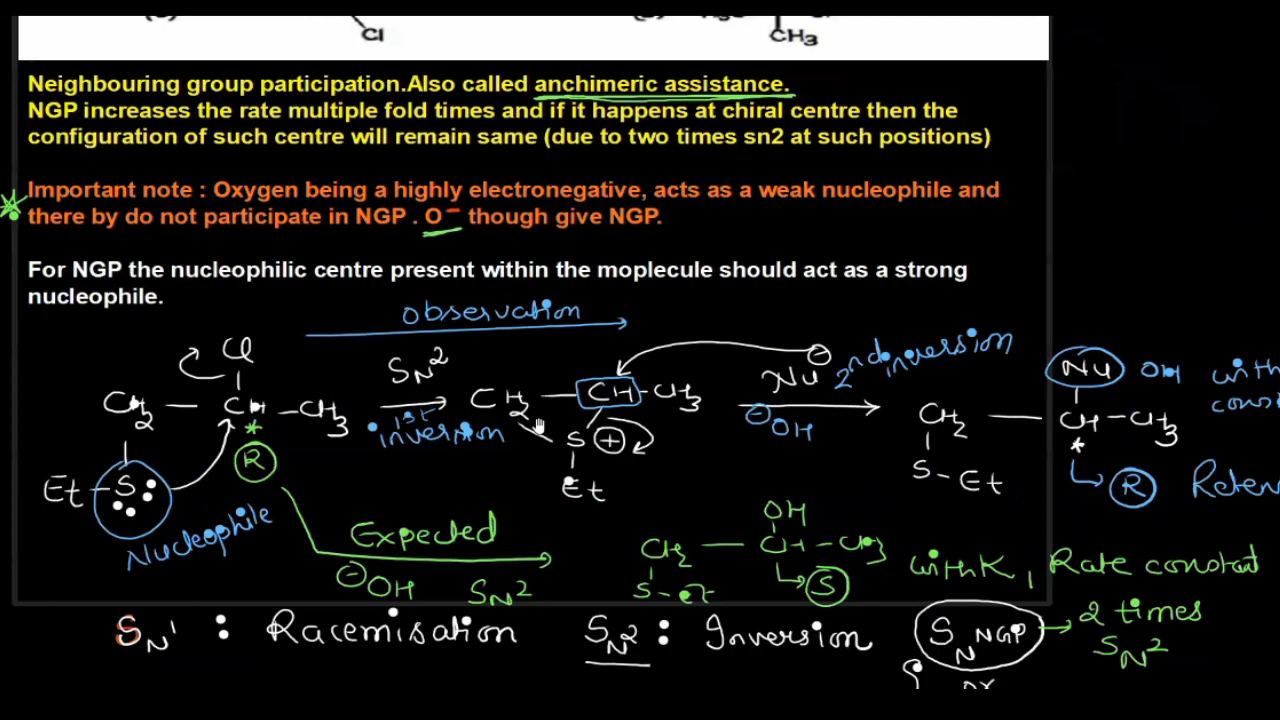 Cl
CH3
Neighbouring group participation.Also called anchimeric assistance.
NGP increases the rate multiple fold times and if it happens at chiral centre then the
configuration of such centre will remain same (due to two times sn2 at such positions)
Important note : Oxygen being a highly electronegative, acts as a weak nucleophile and
there by do not participate in NGP . O⁻ though give NGP.
For NGP the nucleophilic centre present within the moplecule should act as a strong
nucleophile.
observation
Cl
SN2
Nu⊖
2nd inversion
Nu OH with
CH2 — CH — CH3
1st inversion
CH2 — CH — CH3
⊖OH
CH2 — CH — CH3
* R
S ⊕
*
Et – S
Et
S – Et
R
Nucleophile
Expected
OH
CH2 — CH — CH3
with K, Rate constant
⊖OH SN2
S – Et
S
SN1 : Racemisation SN2 : Inversion SN NGP → 2 times
SN2